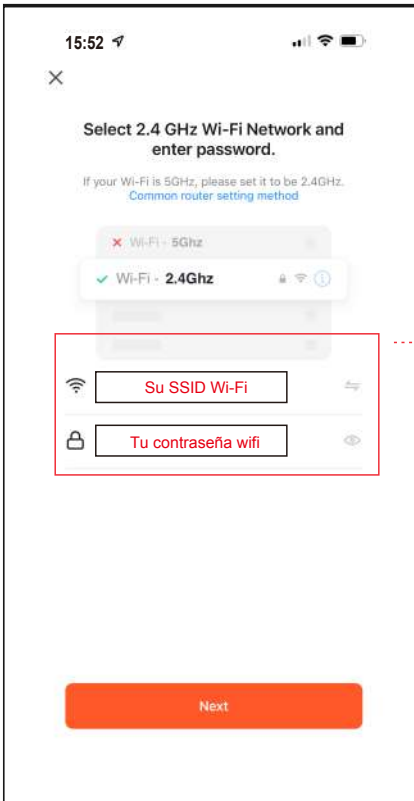 15:52
Select 2.4 GHz Wi-Fi Network and
enter password.
If your Wi-Fi is 5GHz, please set it to be 2.4GHz.
Common router setting method
Wi-Fi - 5Ghz
Wi-Fi - 2.4Ghz
Su SSID Wi-Fi
Tu contraseña wifi
Next